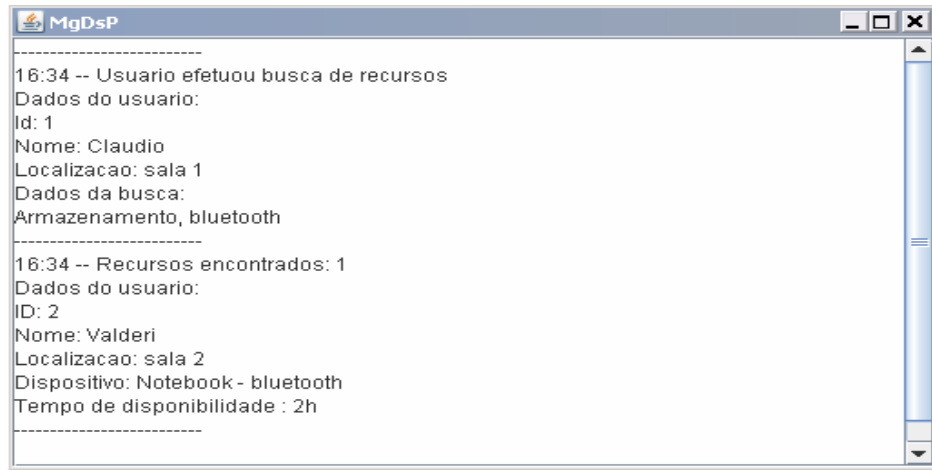 MgDsP
--------------------------
16:34 -- Usuario efetuou busca de recursos
Dados do usuario:
Id: 1
Nome: Claudio
Localizacao: sala 1
Dados da busca:
Armazenamento, bluetooth
--------------------------
16:34 -- Recursos encontrados: 1
Dados do usuario:
ID: 2
Nome: Valderi
Localizacao: sala 2
Dispositivo: Notebook - bluetooth
Tempo de disponibilidade : 2h
--------------------------